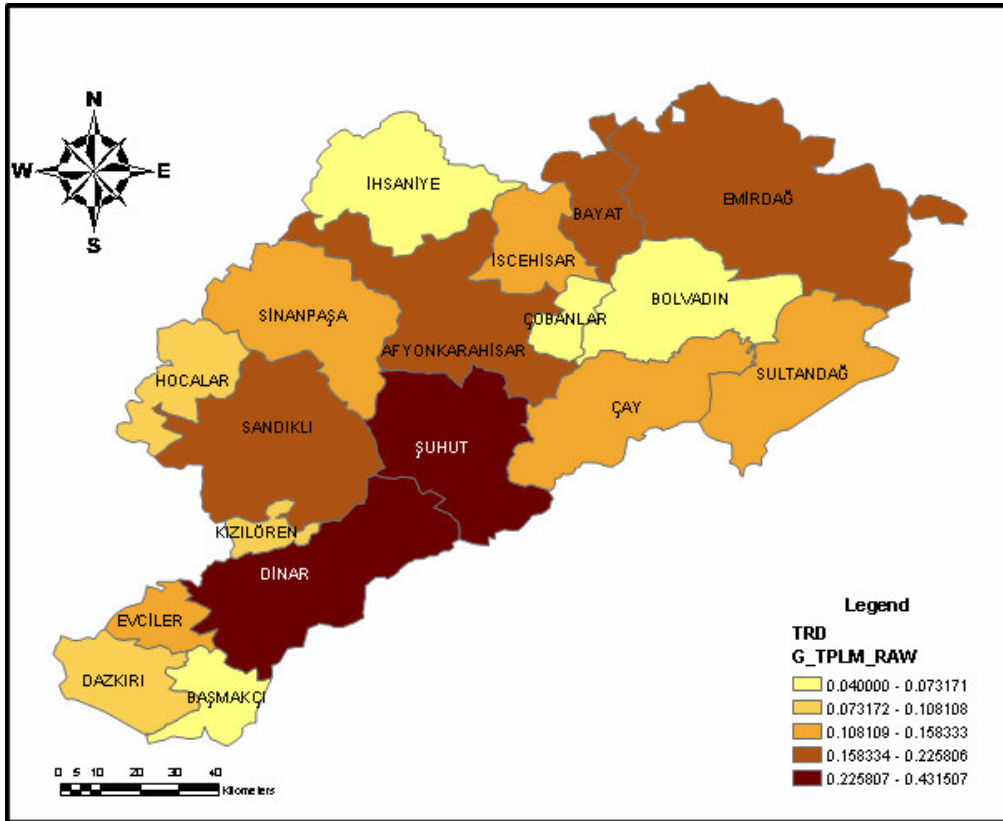 N
W E
S
İHSANİYE
BAYAT
EMİRDAĞ
İSCEHİSAR
BOLVADIN
SİNANPAŞA
ÇOBANLAR
AFYONKARAHİSAR
HOCALAR
SULTANDAĞ
ÇAY
SANDIKLI
ŞUHUT
KIZILÖREN
DİNAR
EVCİLER
DAZKIRI
BAŞMAKÇI
Legend
TRD
G_TPLM_RAW
0.040000 - 0.073171
0.073172 - 0.108108
0.108109 - 0.158333
0.158334 - 0.225806
0.225807 - 0.431507
0 5 10 20 30 40
Kilometers